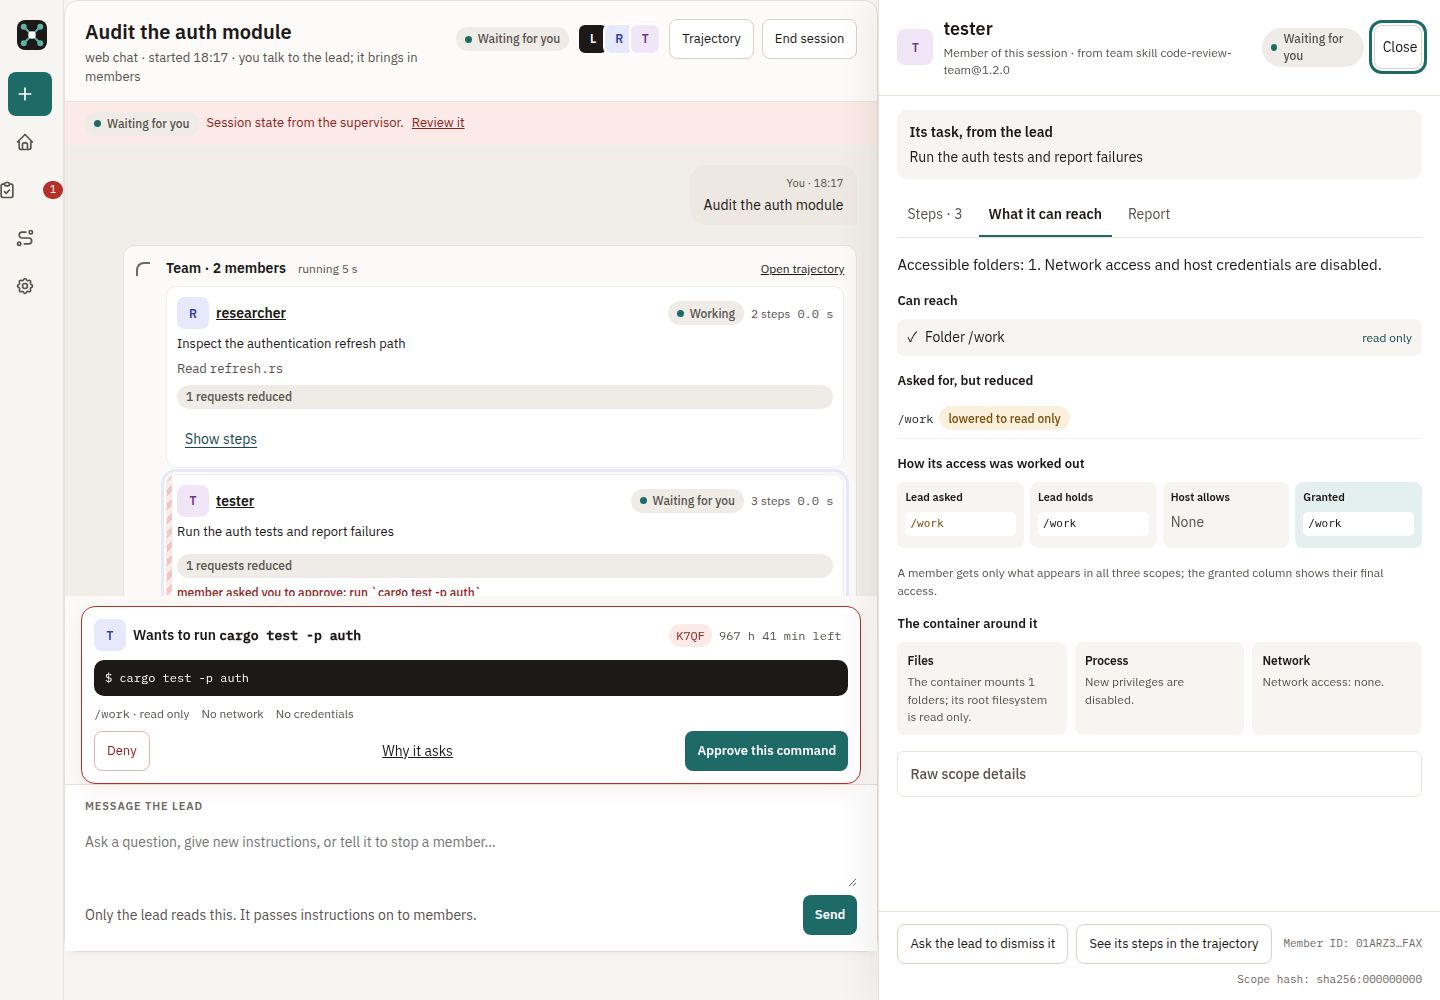 Audit the auth module
web chat · started 18:17 · you talk to the lead; it brings in
members
Waiting for you
L
R
T
Trajectory
End session
1
Waiting for you
Session state from the supervisor. Review it
You · 18:17
Audit the auth module
Team · 2 members
running 5 s
Open trajectory
R
researcher
Working
2 steps 0.0 s
Inspect the authentication refresh path
Read refresh.rs
1 requests reduced
Show steps
T
tester
Waiting for you
3 steps 0.0 s
Run the auth tests and report failures
1 requests reduced
member asked you to approve: run `cargo test -p auth`
T
Wants to run cargo test -p auth
K7QF
967 h 41 min left
$ cargo test -p auth
/work · read only
No network
No credentials
Deny
Why it asks
Approve this command
MESSAGE THE LEAD
Ask a question, give new instructions, or tell it to stop a member...
Only the lead reads this. It passes instructions on to members.
Send
T
tester
Member of this session · from team skill code-review-
team@1.2.0
Waiting for
you
Close
Its task, from the lead
Run the auth tests and report failures
Steps · 3
What it can reach
Report
Accessible folders: 1. Network access and host credentials are disabled.
Can reach
✓ Folder /work
read only
Asked for, but reduced
/work
lowered to read only
How its access was worked out
Lead asked
/work
Lead holds
/work
Host allows
None
Granted
/work
A member gets only what appears in all three scopes; the granted column shows their final
access.
The container around it
Files
The container mounts 1
folders; its root filesystem
is read only.
Process
New privileges are
disabled.
Network
Network access: none.
Raw scope details
Ask the lead to dismiss it
See its steps in the trajectory
Member ID: 01ARZ3…FAX
Scope hash: sha256:000000000